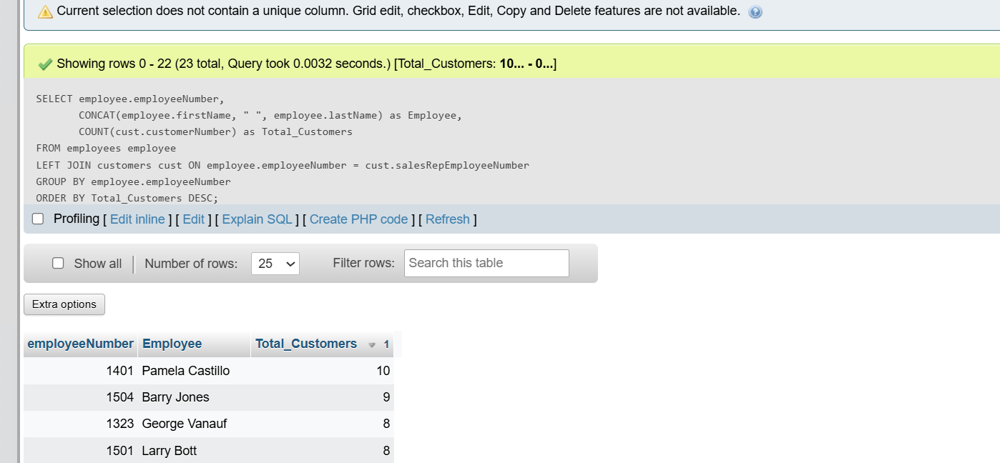 Current selection does not contain a unique column. Grid edit, checkbox, Edit, Copy and Delete features are not available.
Showing rows 0 - 22 (23 total, Query took 0.0032 seconds.) [Total_Customers: 10... - 0...]
SELECT employee.employeeNumber,
       CONCAT(employee.firstName, " ", employee.lastName) as Employee,
       COUNT(cust.customerNumber) as Total_Customers
FROM employees employee
LEFT JOIN customers cust ON employee.employeeNumber = cust.salesRepEmployeeNumber
GROUP BY employee.employeeNumber
ORDER BY Total_Customers DESC;
Profiling [ Edit inline ] [ Edit ] [ Explain SQL ] [ Create PHP code ] [ Refresh ]
Show all | Number of rows: 25 Filter rows: Search this table
Extra options
employeeNumber Employee Total_Customers 1
1401 Pamela Castillo 10
1504 Barry Jones 9
1323 George Vanauf 8
1501 Larry Bott 8